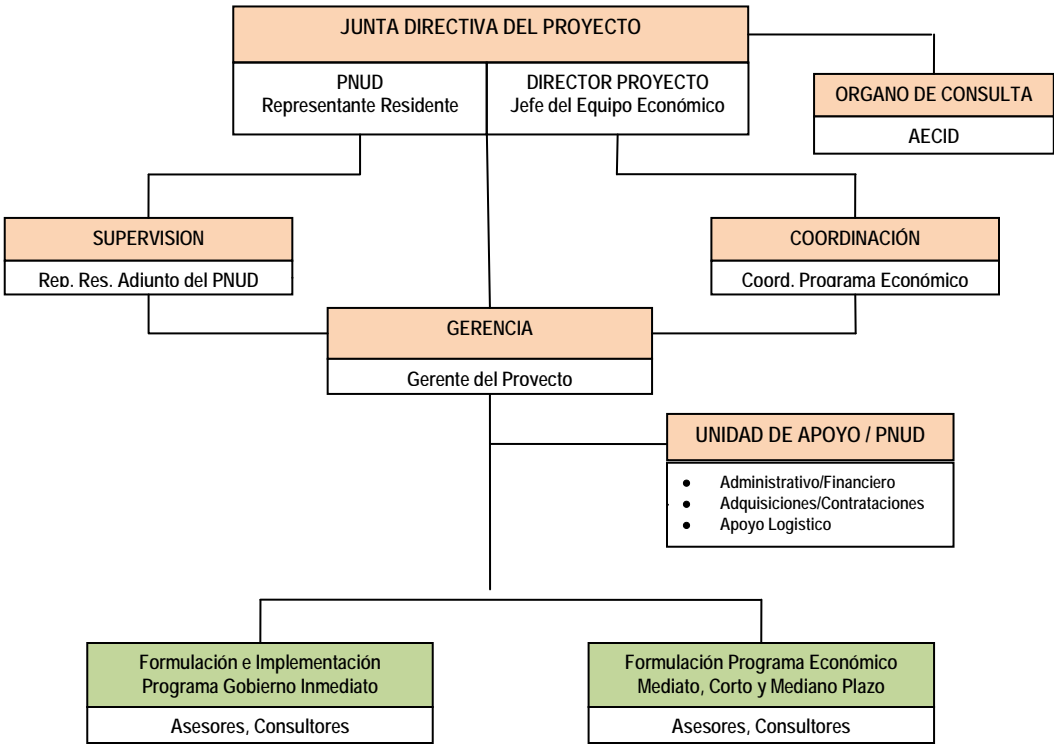 JUNTA DIRECTIVA DEL PROYECTO
PNUD
Representante Residente
DIRECTOR PROYECTO
Jefe del Equipo Económico
ORGANO DE CONSULTA
AECID
SUPERVISION
Rep. Res. Adjunto del PNUD
COORDINACIÓN
Coord. Programa Económico
GERENCIA
Gerente del Proyecto
UNIDAD DE APOYO / PNUD
• Administrativo/Financiero
• Adquisiciones/Contrataciones
• Apoyo Logistico
Formulación e Implementación
Programa Gobierno Inmediato
Asesores, Consultores
Formulación Programa Económico
Mediato, Corto y Mediano Plazo
Asesores, Consultores